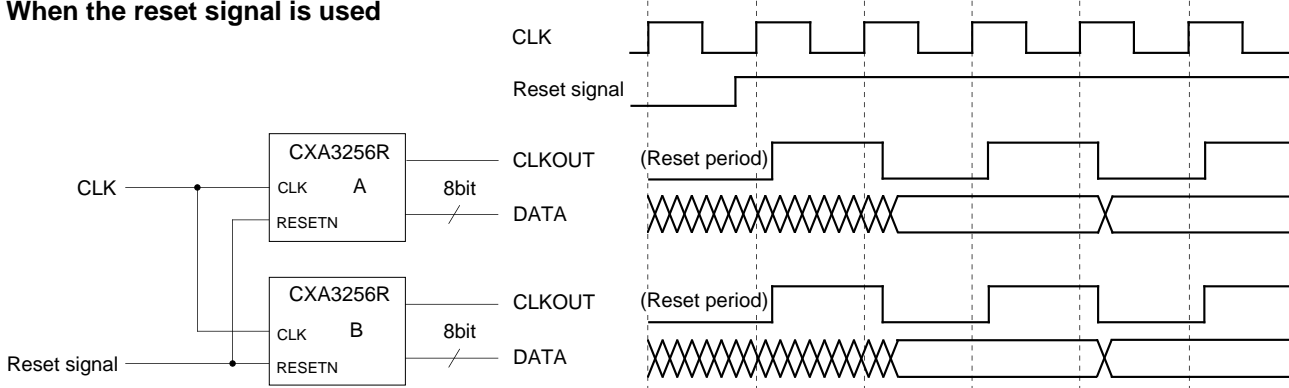 When the reset signal is used
CLK
Reset signal
CXA3256R
CLK
A
RESETN
CLK
8bit
CLKOUT
DATA
(Reset period)
CXA3256R
CLK
B
RESETN
Reset signal
8bit
CLKOUT
DATA
(Reset period)